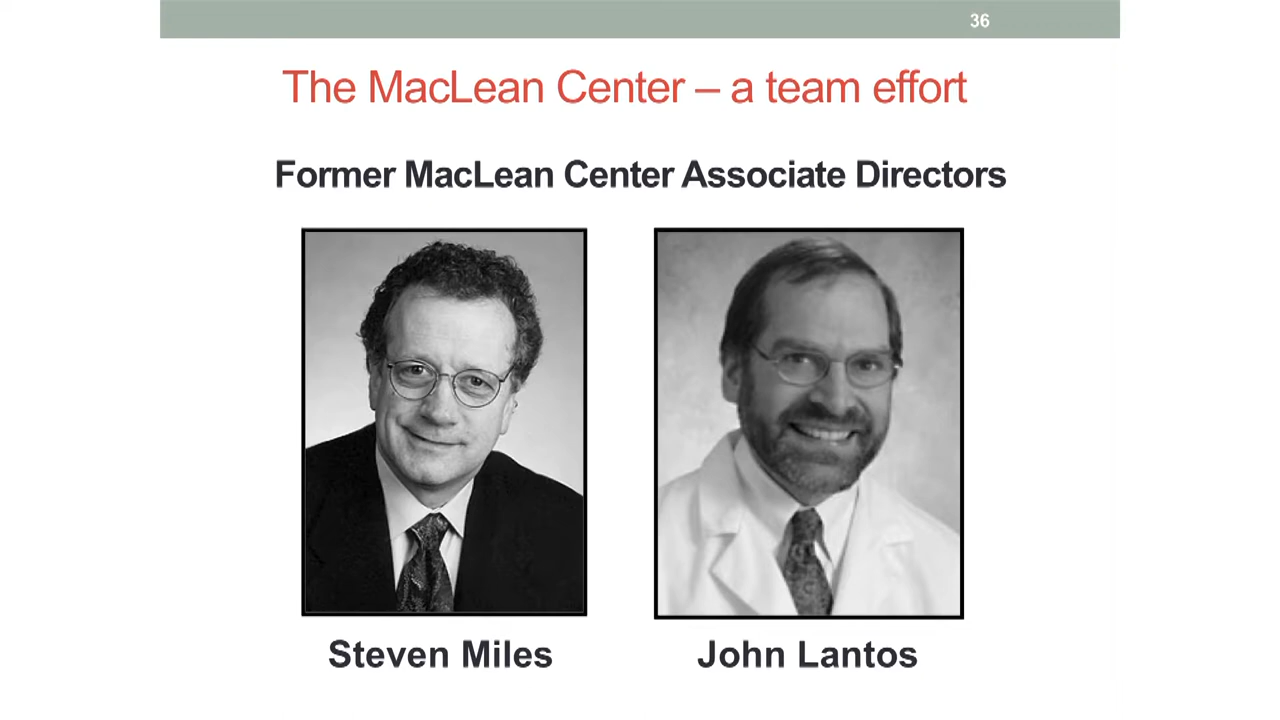 36
The MacLean Center – a team effort
Former MacLean Center Associate Directors
Steven Miles
John Lantos